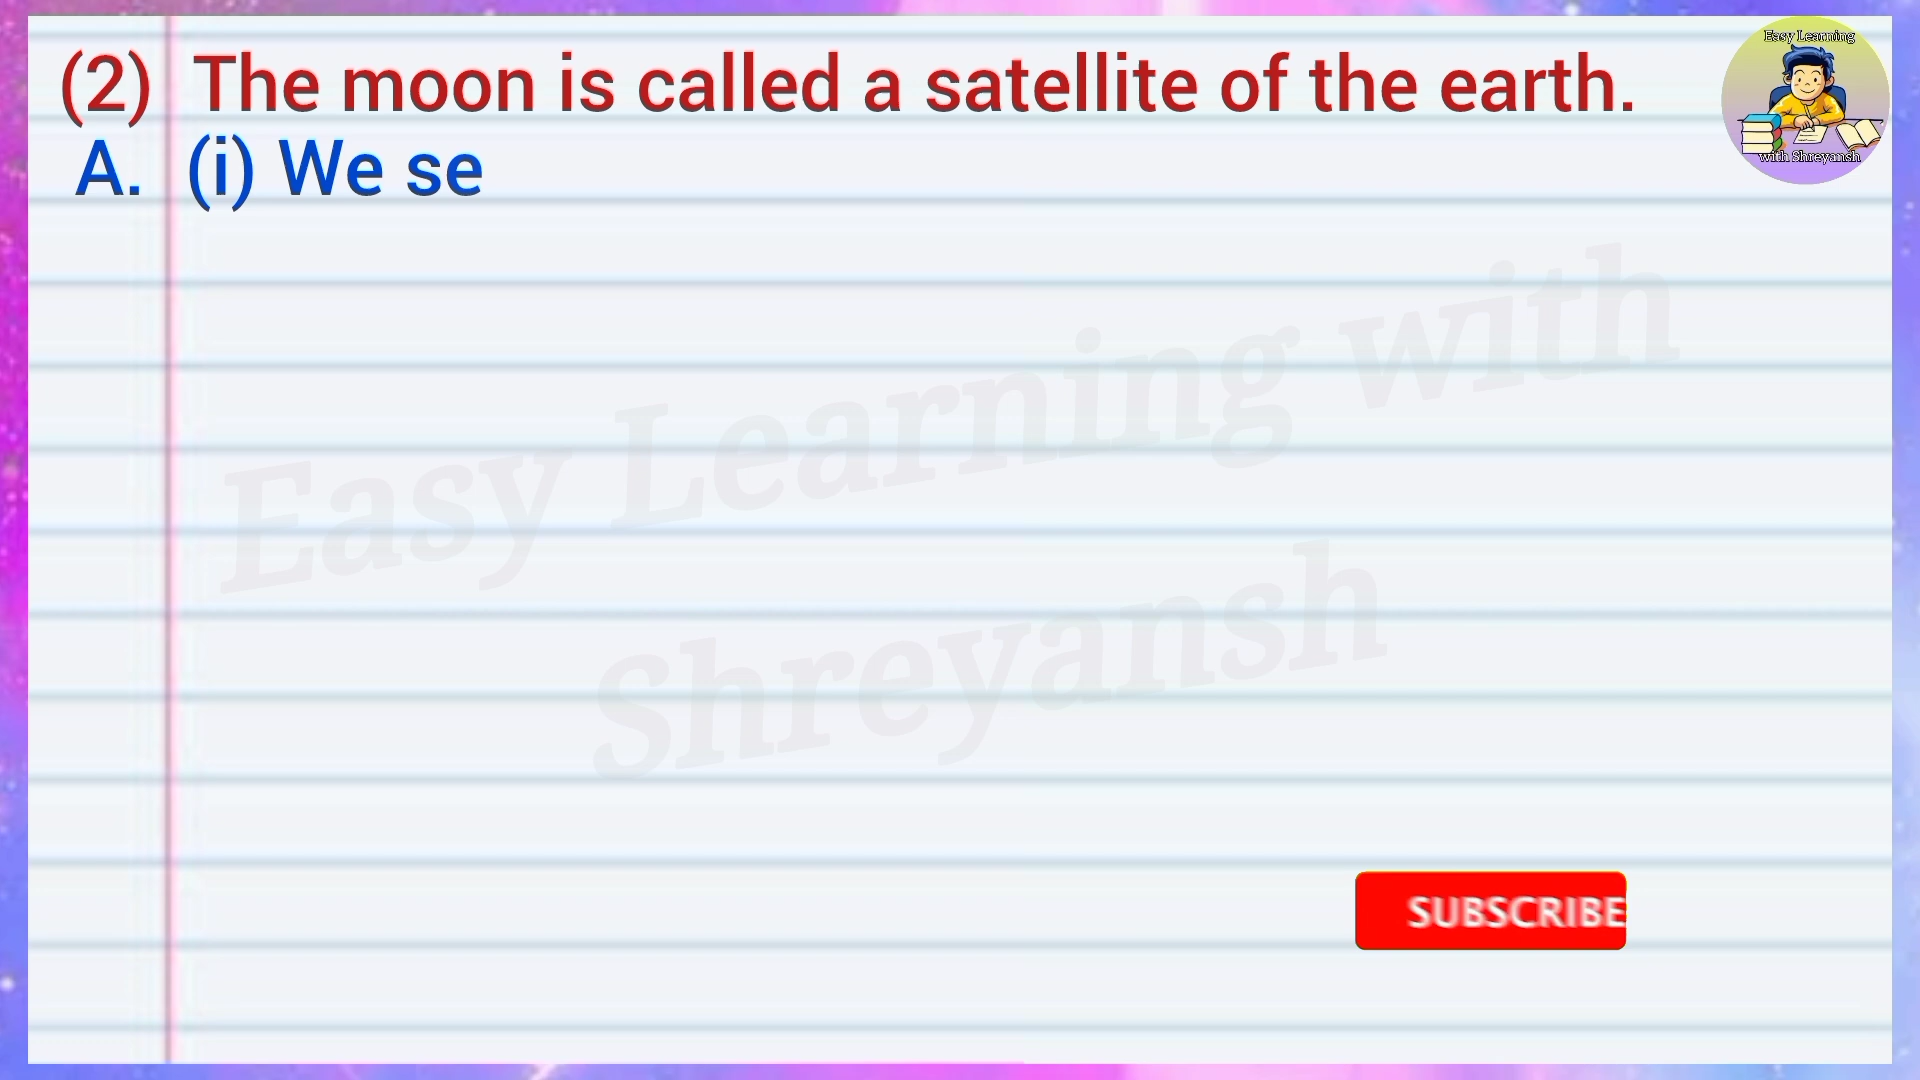 (2) The moon is called a satellite of the earth.
A. (i) We se
Easy Learning
with Shreyansh
Easy Learning with
Shreyansh
SUBSCRIBE